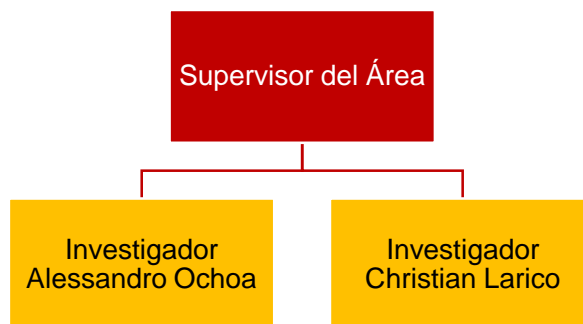 Supervisor del Área
Investigador
Alessandro Ochoa
Investigador
Christian Larico